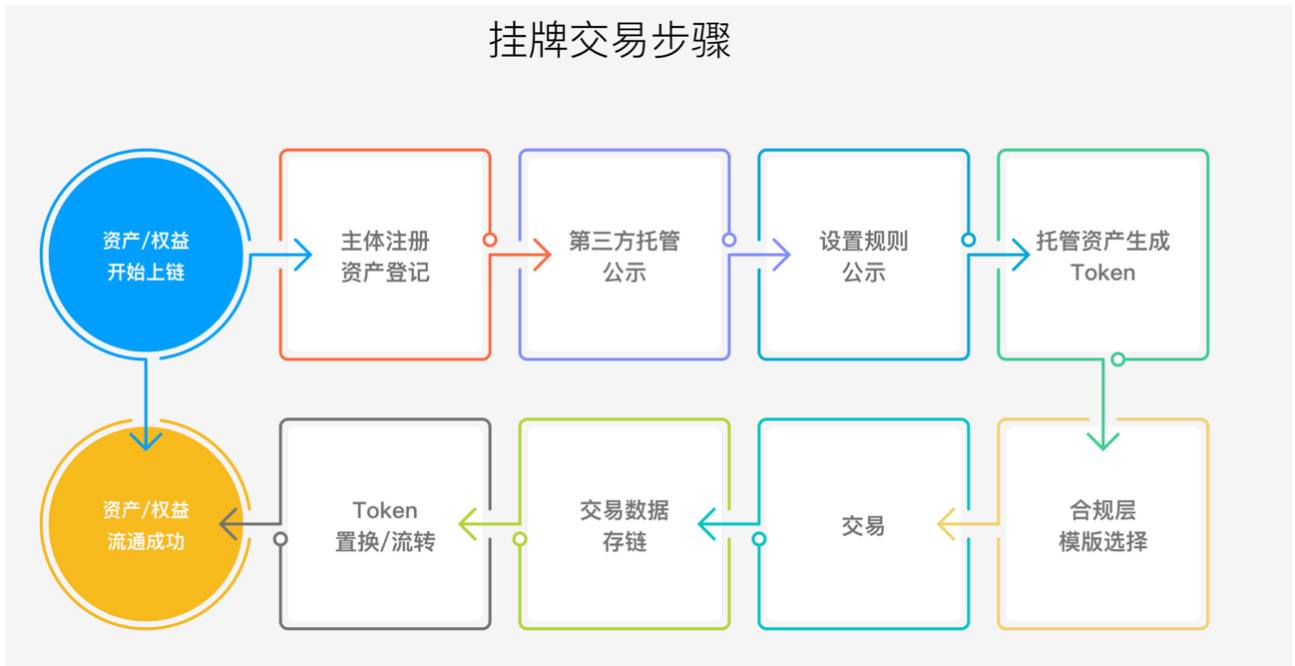 挂牌交易步骤
资产/权益
开始上链
主体注册
资产登记
第三方托管
公示
设置规则
公示
托管资产生成
Token
资产/权益
流通成功
Token
置换/流转
交易数据
存链
交易
合规层
模版选择